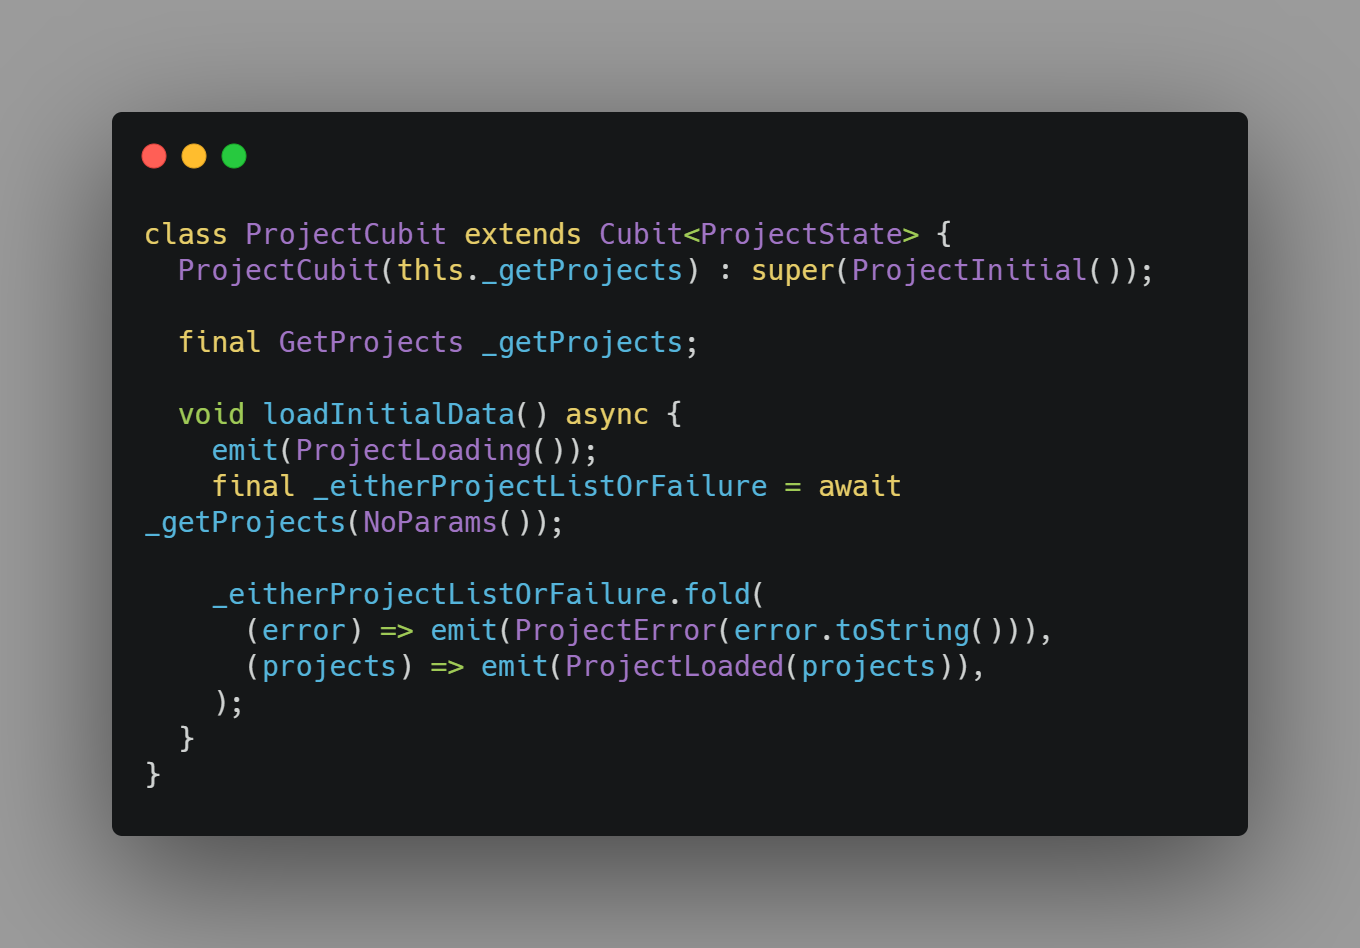 class ProjectCubit extends Cubit<ProjectState> {
  ProjectCubit(this._getProjects) : super(ProjectInitial());

  final GetProjects _getProjects;

  void loadInitialData() async {
    emit(ProjectLoading());
    final _eitherProjectListOrFailure = await
_getProjects(NoParams());

    _eitherProjectListOrFailure.fold(
      (error) => emit(ProjectError(error.toString())),
      (projects) => emit(ProjectLoaded(projects)),
    );
  }
}